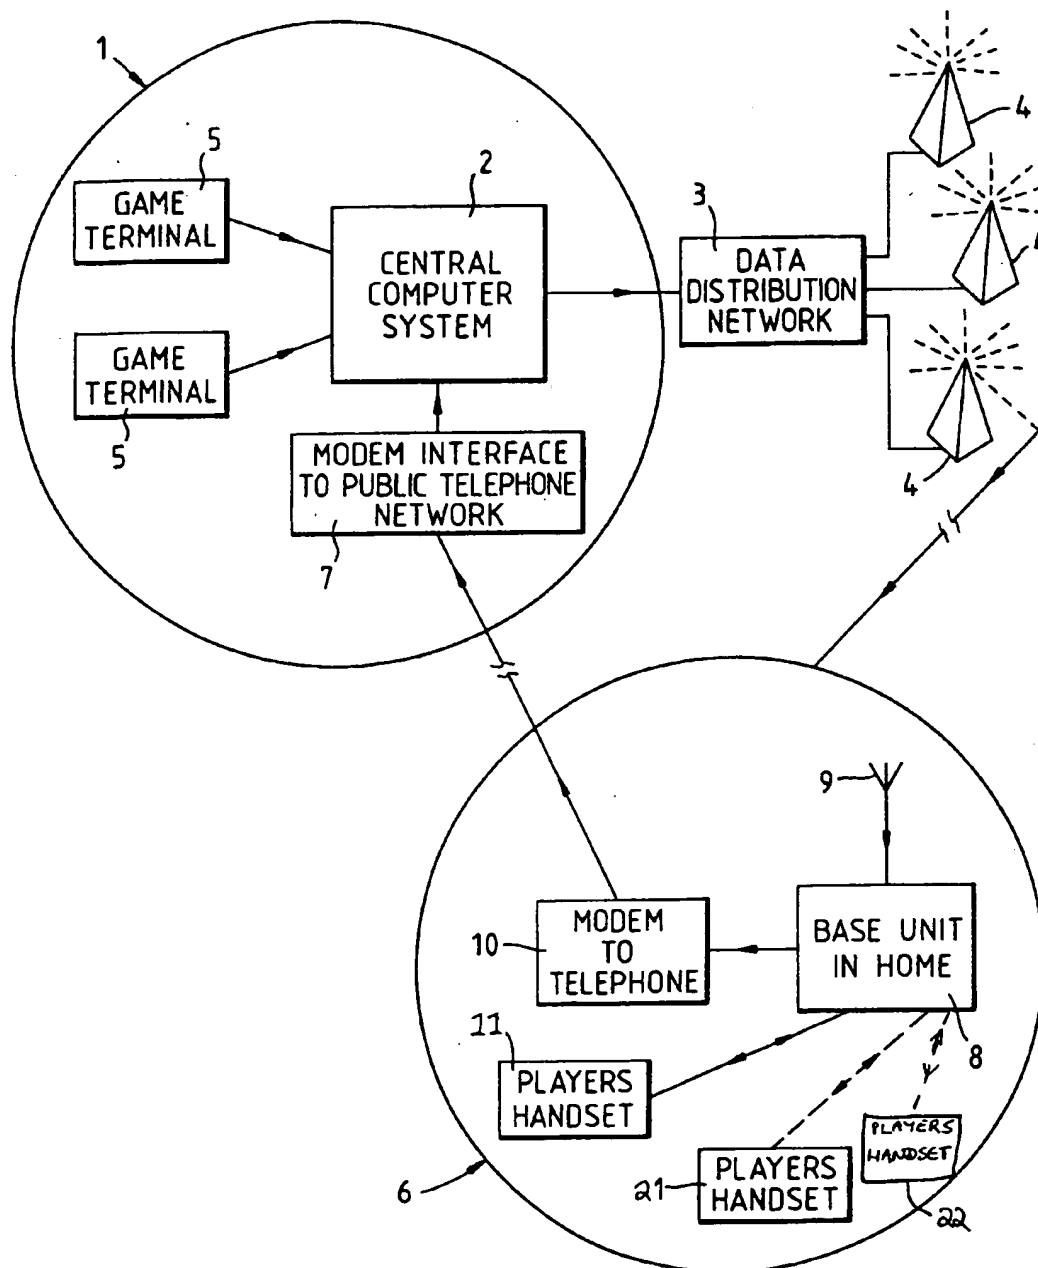 1
5
GAME
TERMINAL
2
CENTRAL
COMPUTER
SYSTEM
3
DATA
DISTRIBUTION
NETWORK
4
4
GAME
TERMINAL
5
MODEM INTERFACE
TO PUBLIC TELEPHONE
NETWORK
7
9
10
MODEM
TO
TELEPHONE
BASE UNIT
IN HOME
8
11
PLAYERS
HANDSET
6
21
PLAYERS
HANDSET
PLAYERS
HANDSET
22